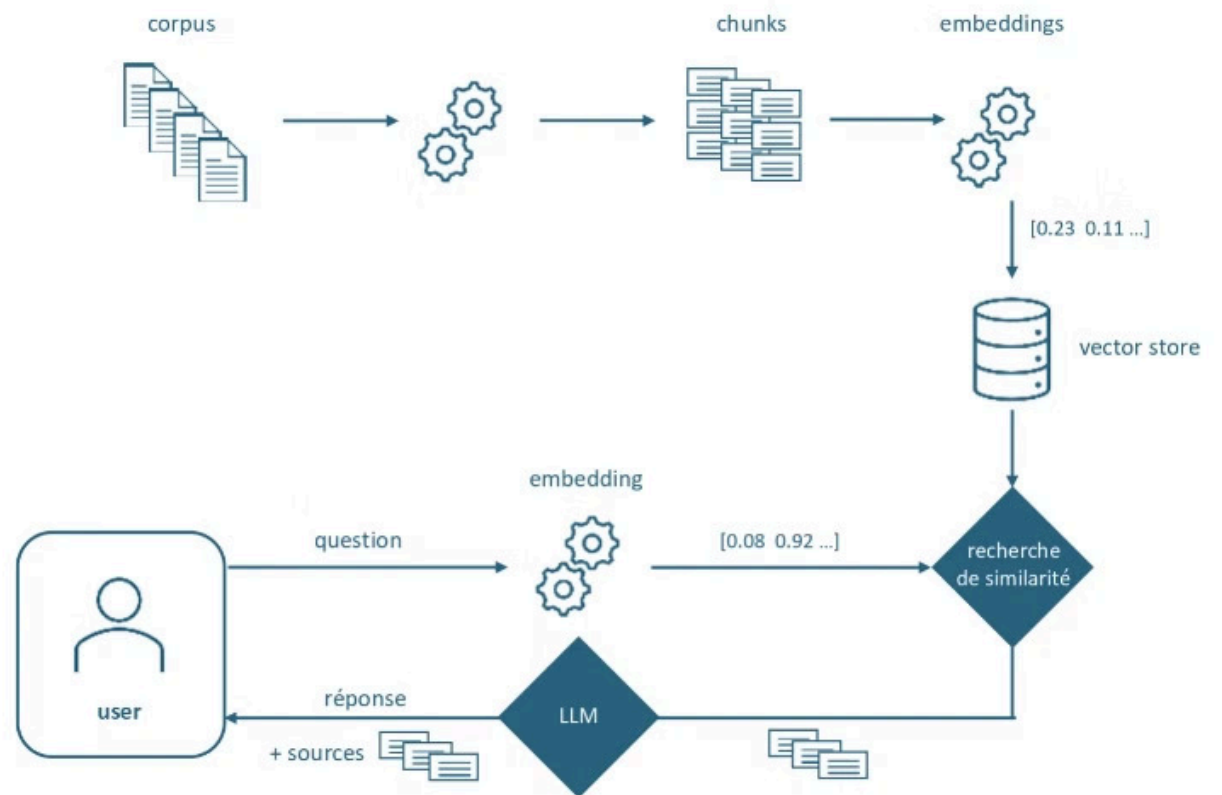 corpus
chunks
embeddings
[0.23 0.11 ...]
vector store
embedding
question
[0.08 0.92 ...]
recherche
de similarité
user
réponse
LLM
+ sources